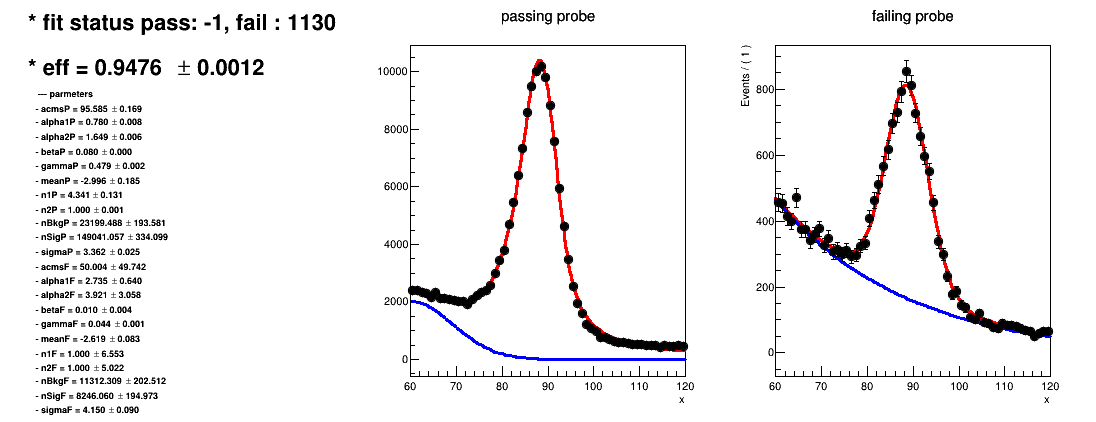 * fit status pass: -1, fail : 1130
* eff = 0.9476 ± 0.0012
--- parmeters
- acmsP = 95.585 ± 0.169
- alpha1P = 0.780 ± 0.008
- alpha2P = 1.649 ± 0.006
- betaP = 0.080 ± 0.000
- gammaP = 0.479 ± 0.002
- meanP = -2.996 ± 0.185
- n1P = 4.341 ± 0.131
- n2P = 1.000 ± 0.001
- nBkgP = 23199.488 ± 193.581
- nSigP = 149041.057 ± 334.099
- sigmaP = 3.362 ± 0.025
- acmsF = 50.004 ± 49.742
- alpha1F = 2.735 ± 0.640
- alpha2F = 3.921 ± 3.058
- betaF = 0.010 ± 0.004
- gammaF = 0.044 ± 0.001
- meanF = -2.619 ± 0.083
- n1F = 1.000 ± 6.553
- n2F = 1.000 ± 5.022
- nBkgF = 11312.309 ± 202.512
- nSigF = 8246.060 ± 194.973
- sigmaF = 4.150 ± 0.090
passing probe
10000
8000
6000
4000
2000
0
60 70 80 90 100 110 120
x
failing probe
Events / ( 1 )
800
600
400
200
0
60 70 80 90 100 110 120
x